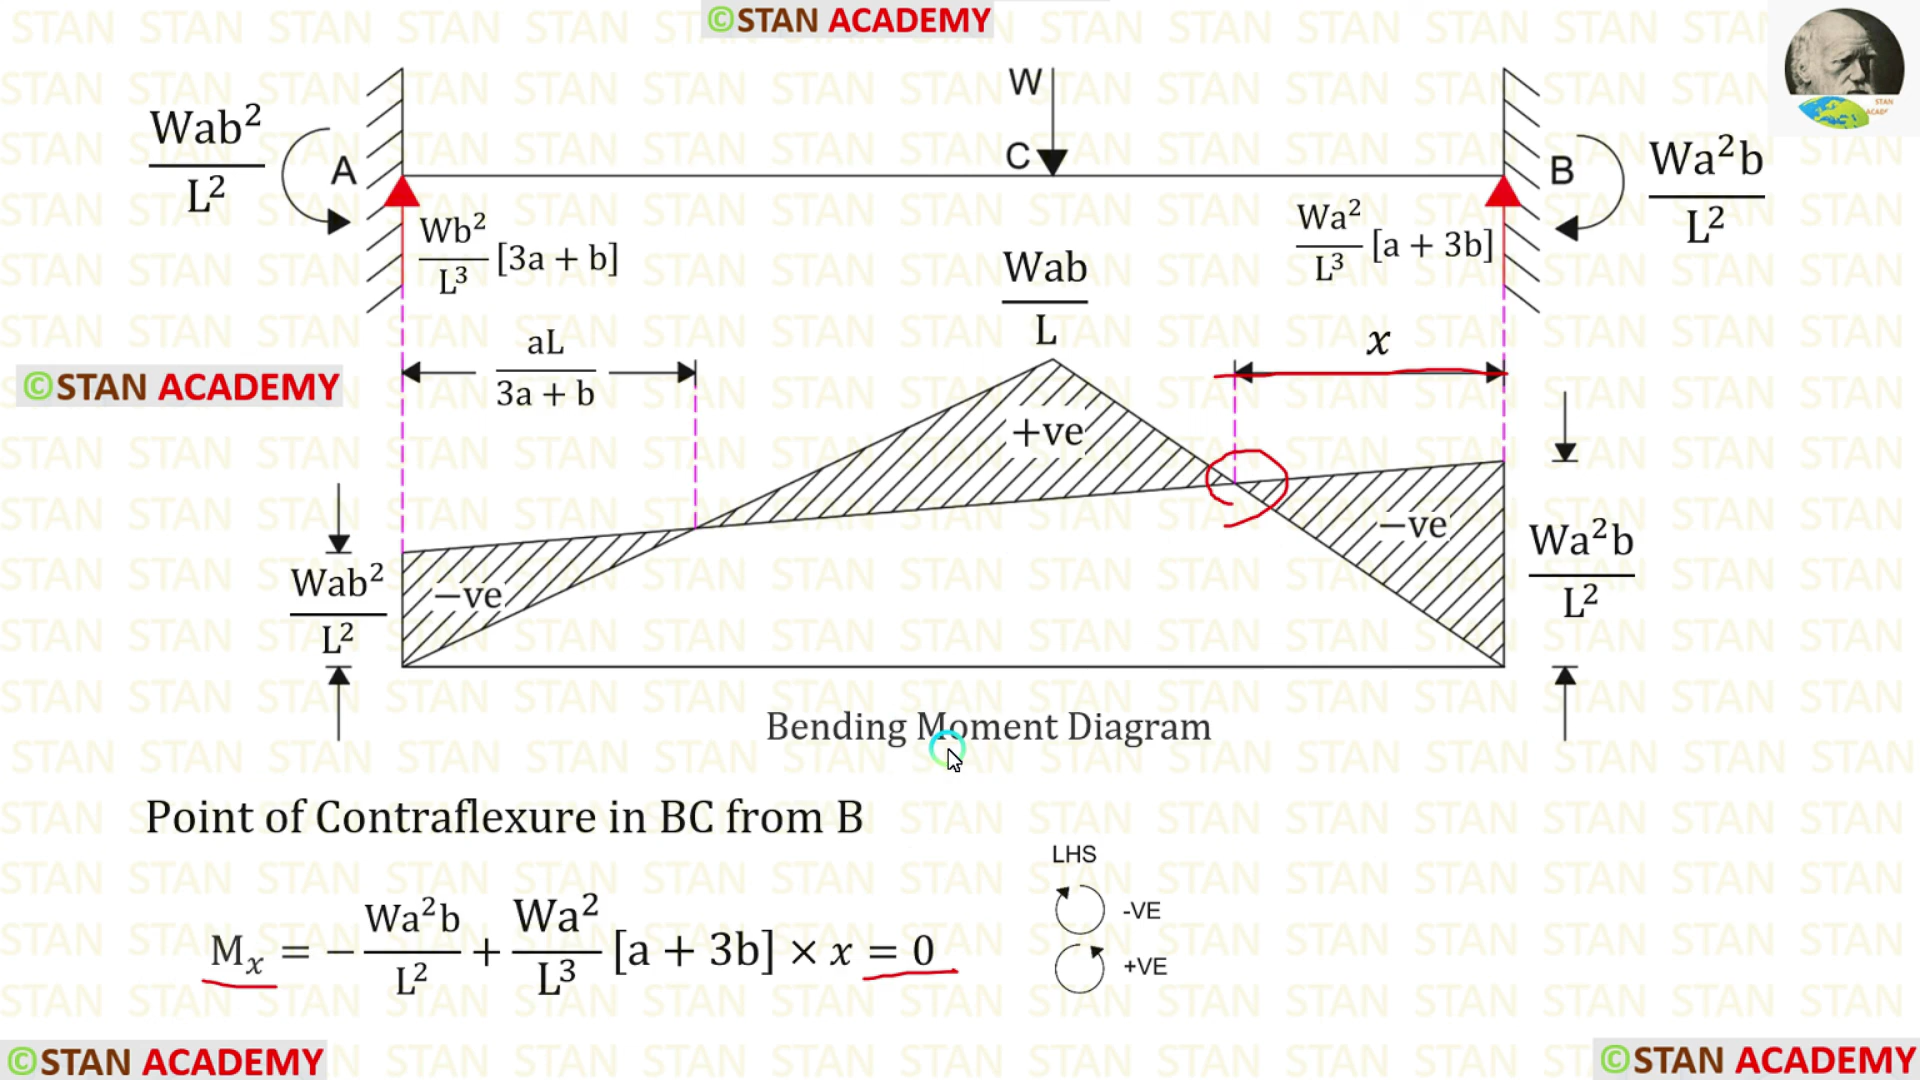 ©STAN ACADEMY
W
C
A
B
Wab²/L²
Wa²b/L²
Wb²/L³ [3a + b]
Wa²/L³ [a + 3b]
Wab/L
aL/3a + b
x
©STAN ACADEMY
+ve
−ve
−ve
Wab²/L²
Wa²b/L²
Bending Moment Diagram
Point of Contraflexure in BC from B
LHS
-VE
+VE
Mₓ = − Wa²b/L² + Wa²/L³ [a + 3b] × x = 0
©STAN ACADEMY
©STAN ACADEMY